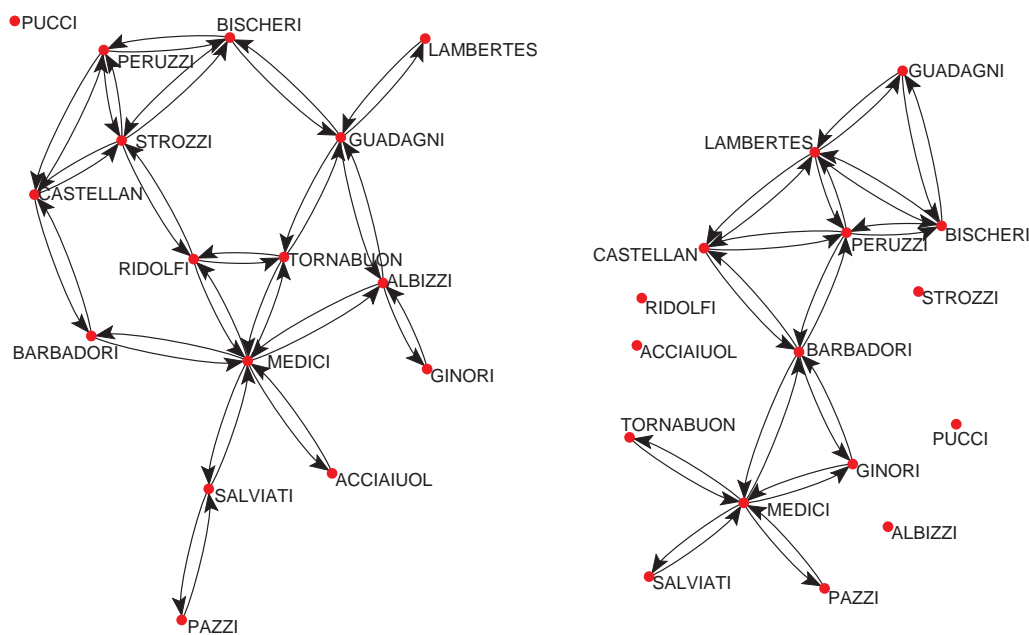 PUCCI
BISCHERI
LAMBERTES
PERUZZI
STROZZI
GUADAGNI
CASTELLAN
RIDOLFI
TORNABUON
ALBIZZI
BARBADORI
MEDICI
GINORI
ACCIAIUOL
SALVIATI
PAZZI
GUADAGNI
LAMBERTES
PERUZZI
BISCHERI
CASTELLAN
STROZZI
RIDOLFI
ACCIAIUOL
BARBADORI
TORNABUON
PUCCI
GINORI
MEDICI
ALBIZZI
SALVIATI
PAZZI